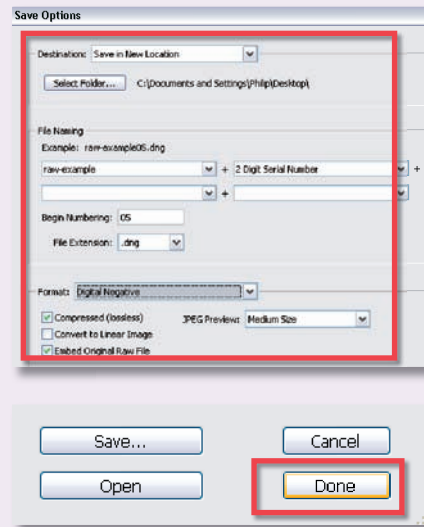 Save Options
Destination: Save in New Location
Select Folder... C:\Documents and Settings\Philip\Desktop\
File Naming
Example: raw-example05.dng
raw-example + 2 Digit Serial Number +
+
Begin Numbering: 05
File Extension: .dng
Format: Digital Negative
Compressed (lossless) JPEG Preview: Medium Size
Convert to Linear Image
Embed Original Raw File
Save... Cancel
Open Done